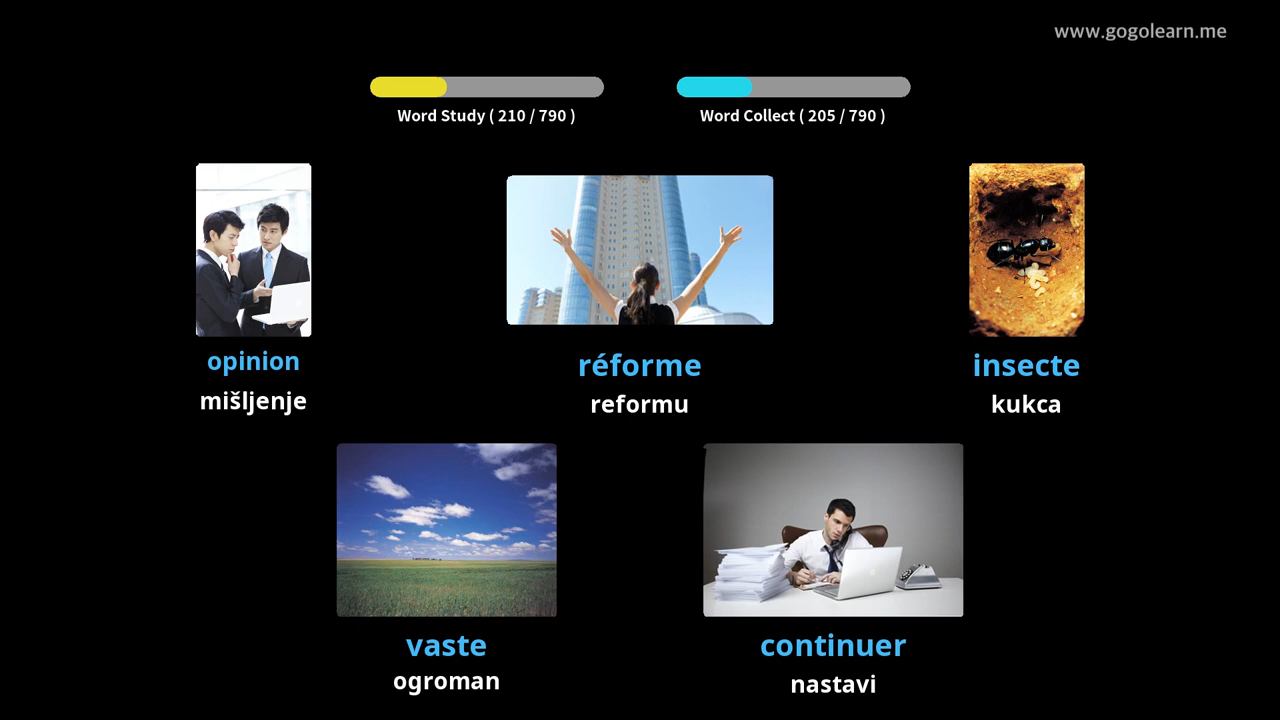 www.gogolearn.me
Word Study ( 210 / 790 )
Word Collect ( 205 / 790 )
opinion
mišljenje
réforme
reformu
insecte
kukca
vaste
ogroman
continuer
nastavi